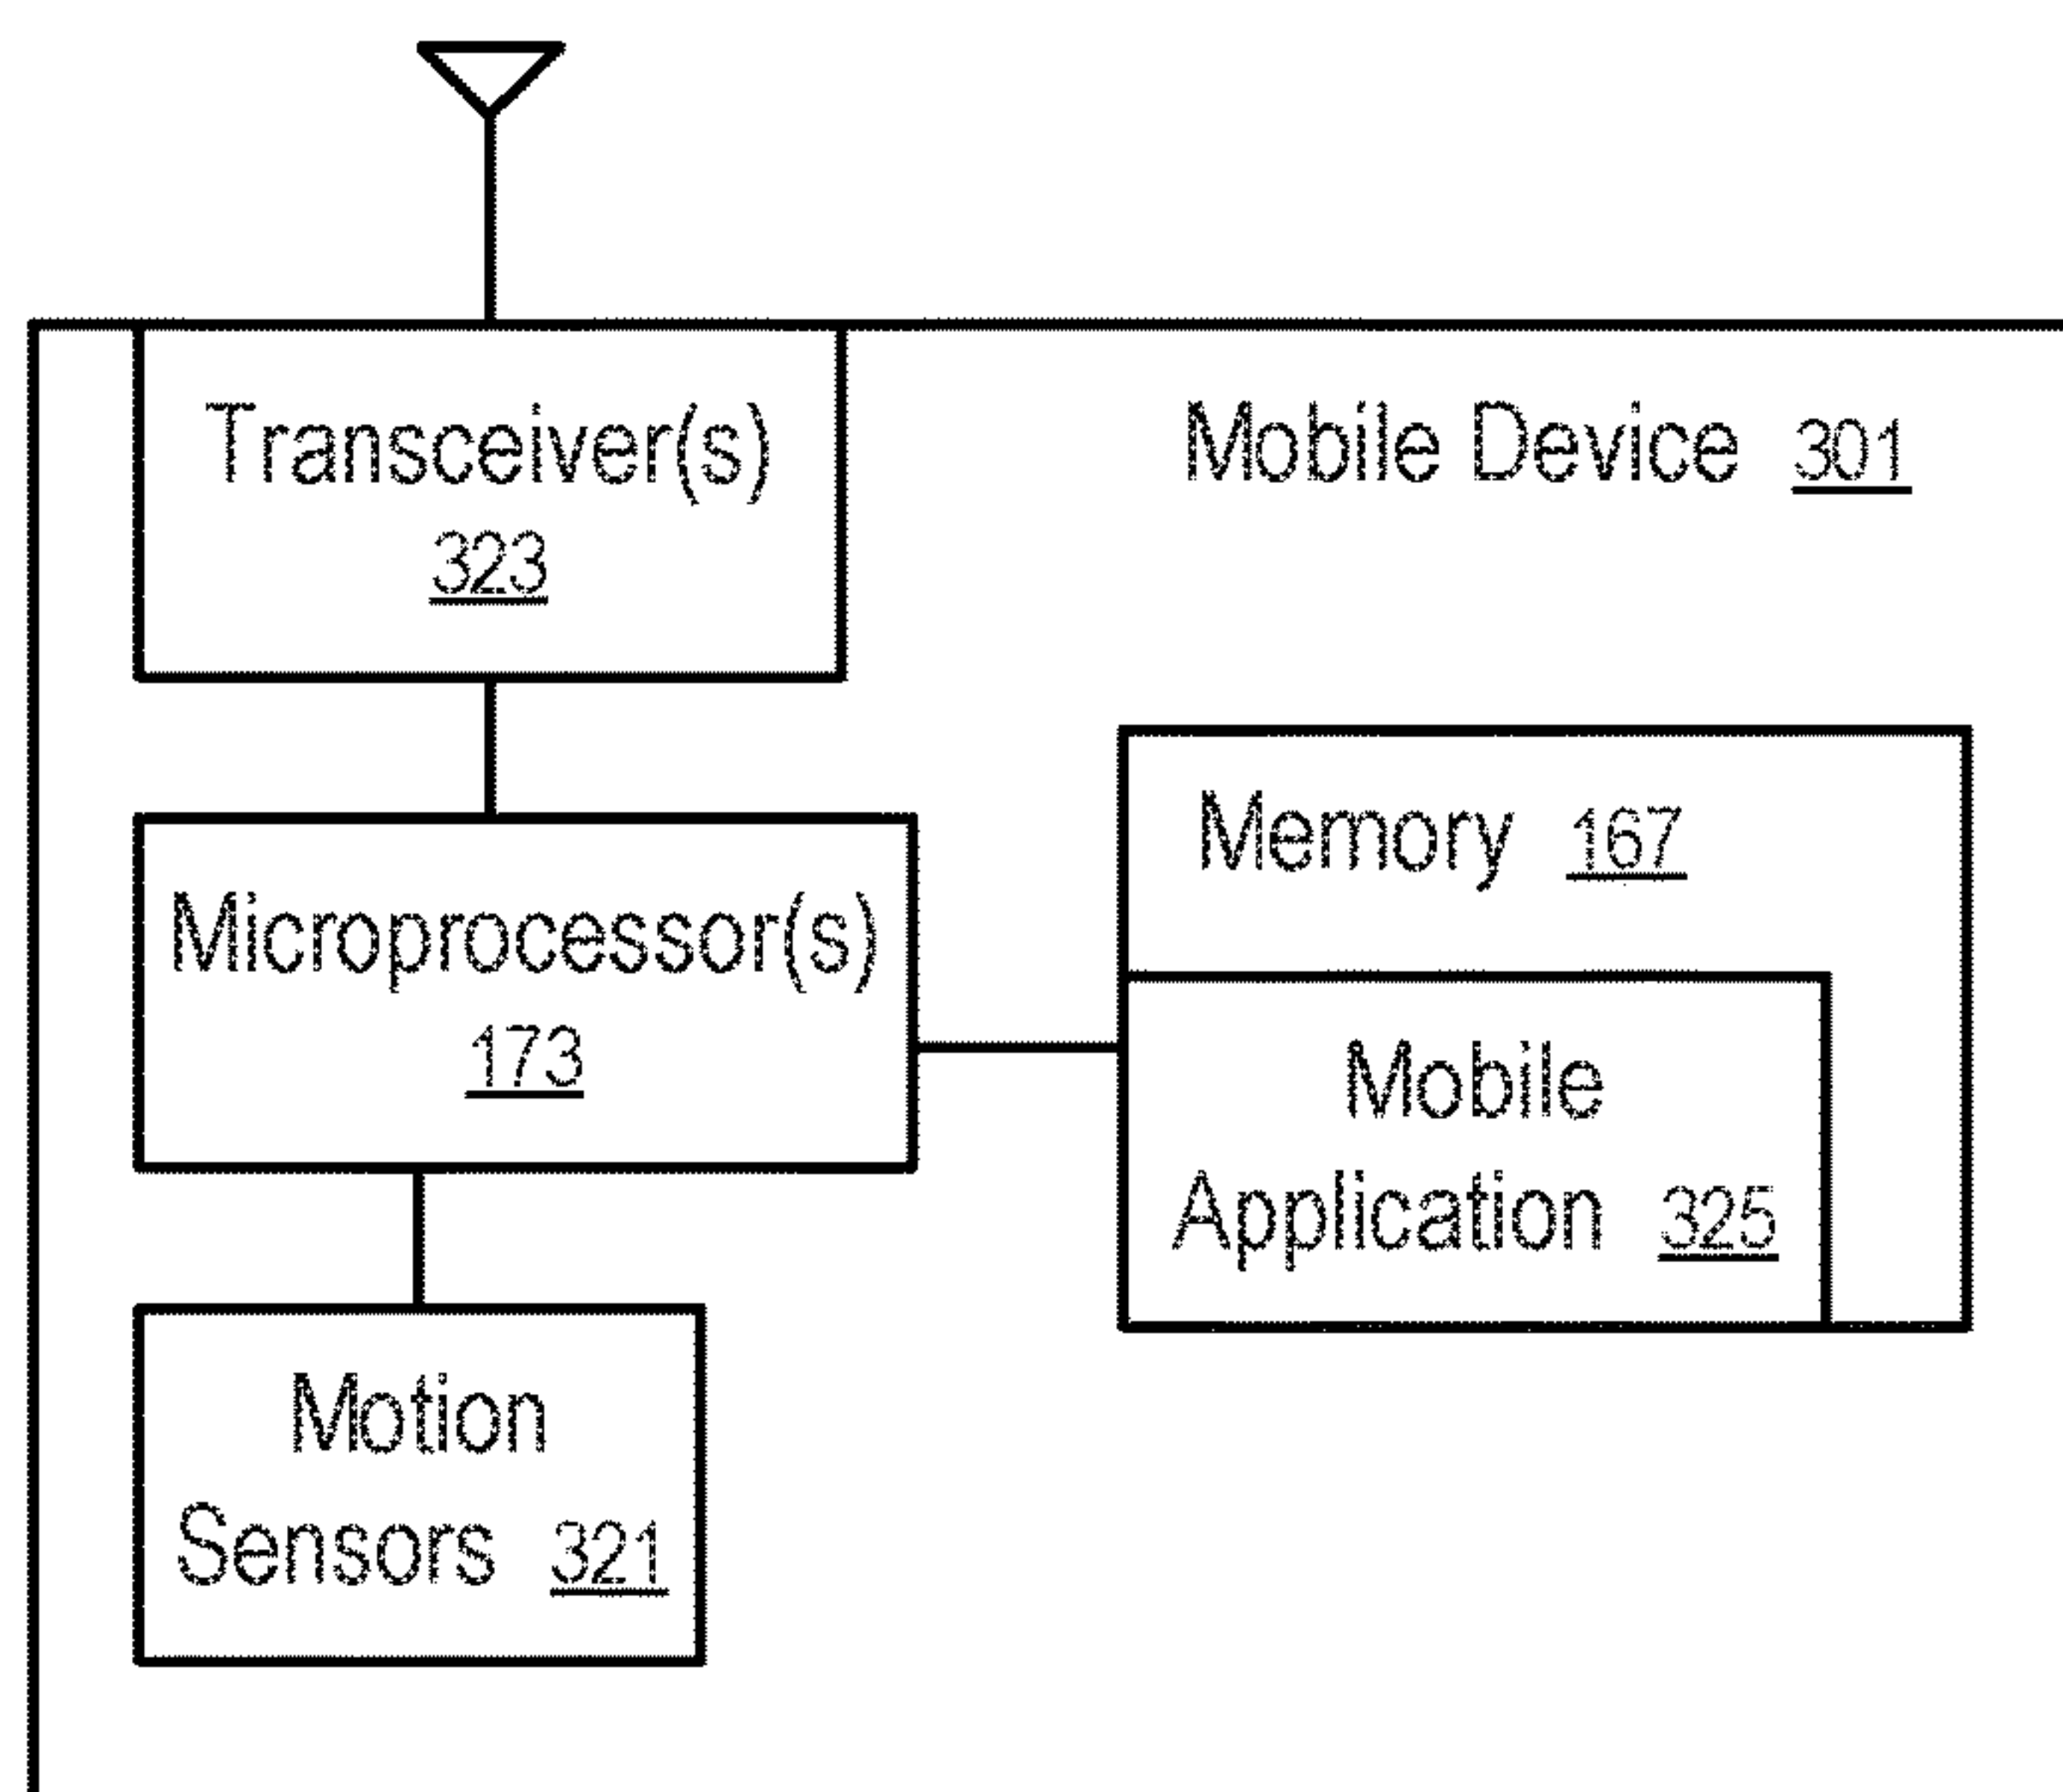 Transceiver(s)
323
Mobile Device 301
Memory 167
Microprocessor(s)
173
Mobile
Application 325
Motion
Sensors 321